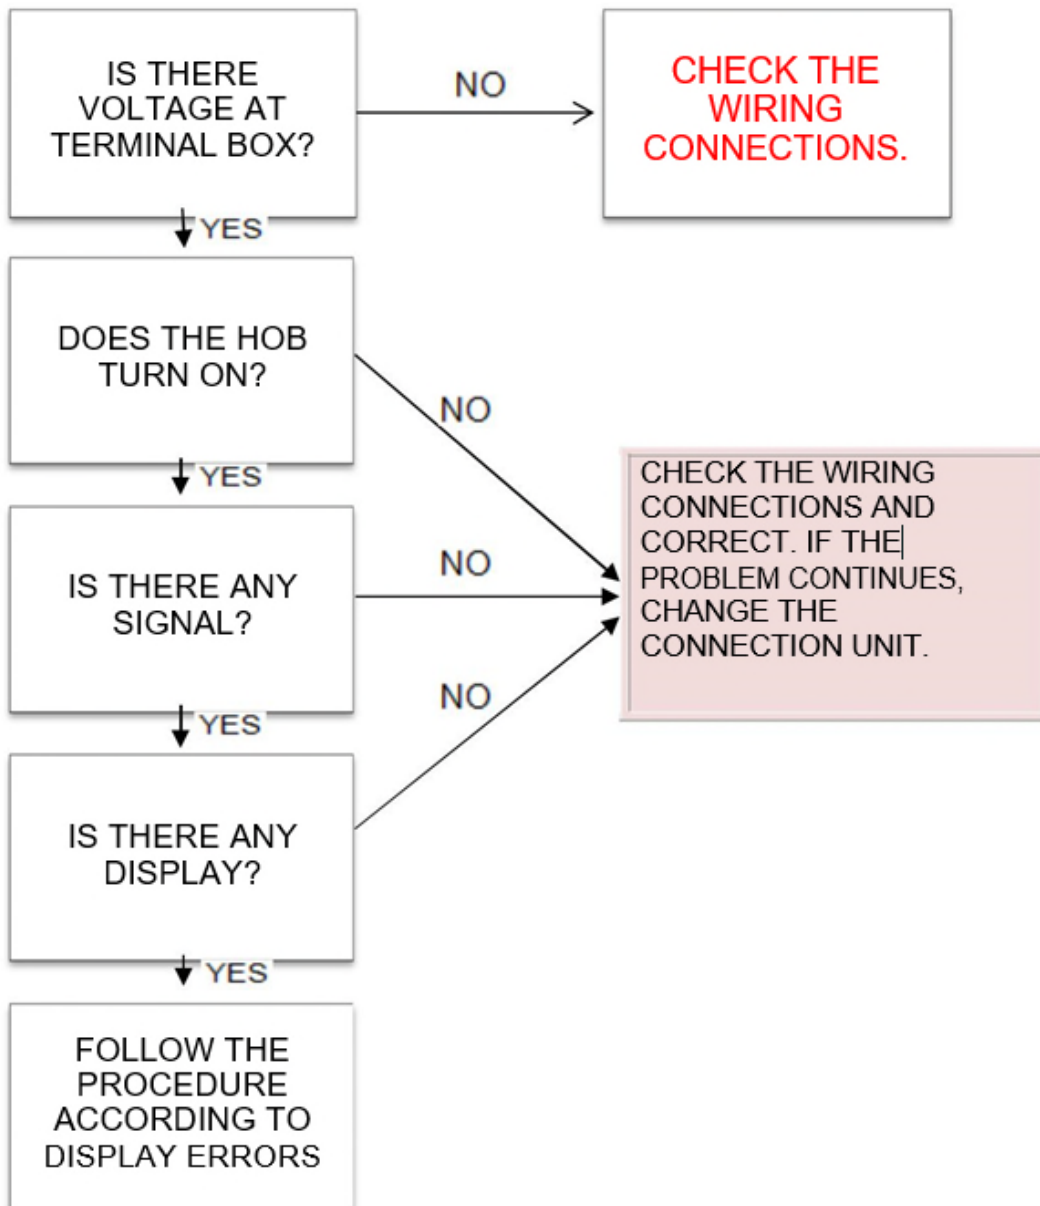 IS THERE
VOLTAGE AT
TERMINAL BOX?
NO
CHECK THE
WIRING
CONNECTIONS.
YES
DOES THE HOB
TURN ON?
NO
YES
CHECK THE WIRING
CONNECTIONS AND
CORRECT. IF THE
PROBLEM CONTINUES,
CHANGE THE
CONNECTION UNIT.
IS THERE ANY
SIGNAL?
NO
YES
NO
IS THERE ANY
DISPLAY?
YES
FOLLOW THE
PROCEDURE
ACCORDING TO
DISPLAY ERRORS